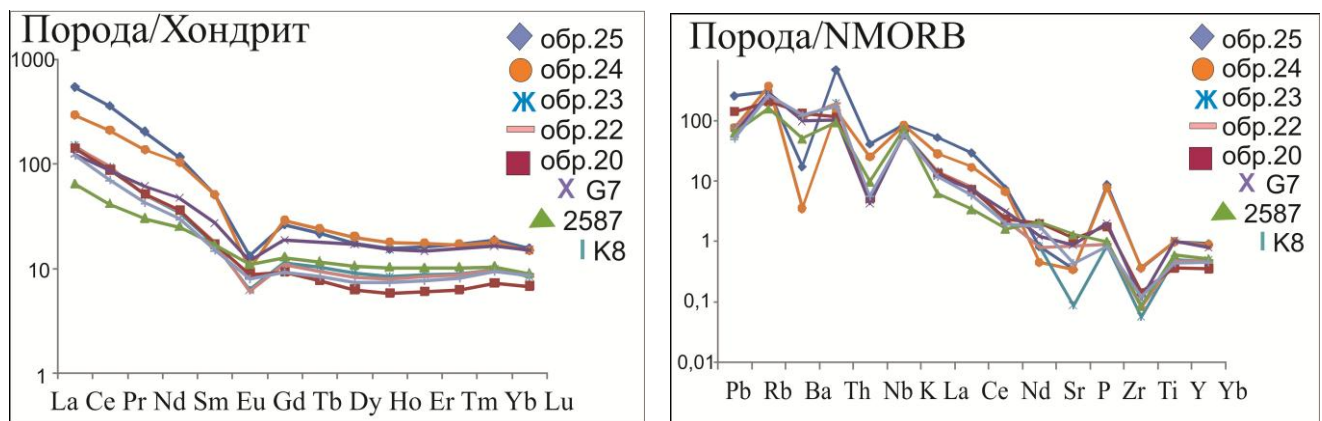 Порода/Хондрит
1000
100
10
1
обр.25
обр.24
обр.23
обр.22
обр.20
G7
2587
K8
La Ce Pr Nd Sm Eu Gd Tb Dy Ho Er Tm Yb Lu
Порода/NMORB
100
10
1
0,1
0,01
обр.25
обр.24
обр.23
обр.22
обр.20
G7
2587
K8
Pb Rb Ba Th Nb K La Ce Nd Sr P Zr Ti Y Yb